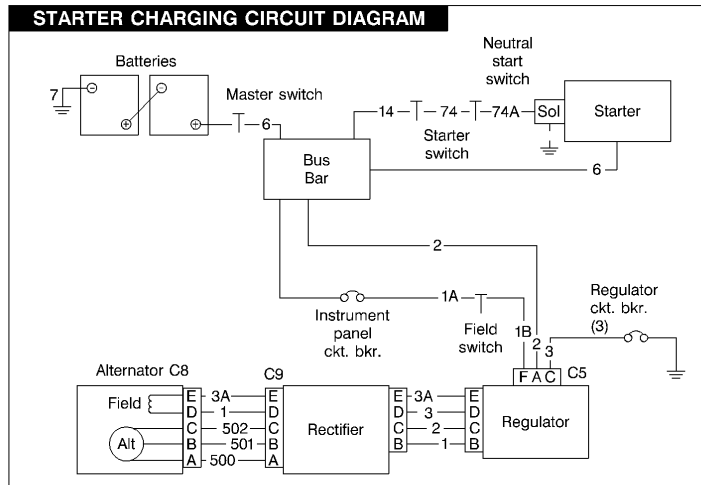 STARTER CHARGING CIRCUIT DIAGRAM
Batteries
7
Master switch
6
Neutral
start
switch
14
74
74A
Sol
Starter
Starter
switch
Bus
Bar
6
2
1A
Instrument
panel
ckt. bkr.
Field
switch
1B
2
3
Regulator
ckt. bkr.
(3)
F A C
C5
Alternator C8
C9
Field
Alt
E 3A E
D 1 D
C 502 C
B 501 B
A 500 A
Rectifier
E 3A E
D 3 D
C 2 C
B 1 B
Regulator